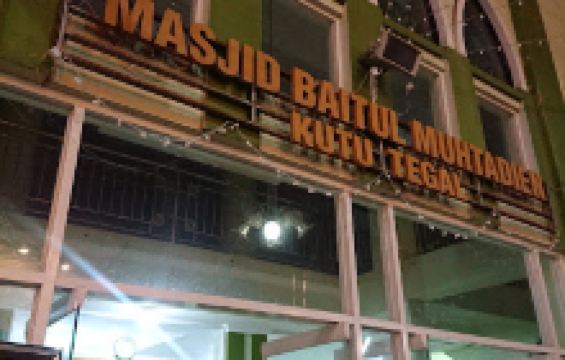 MASJID BAITUL MUHTADIEN
KUTU TEGAL